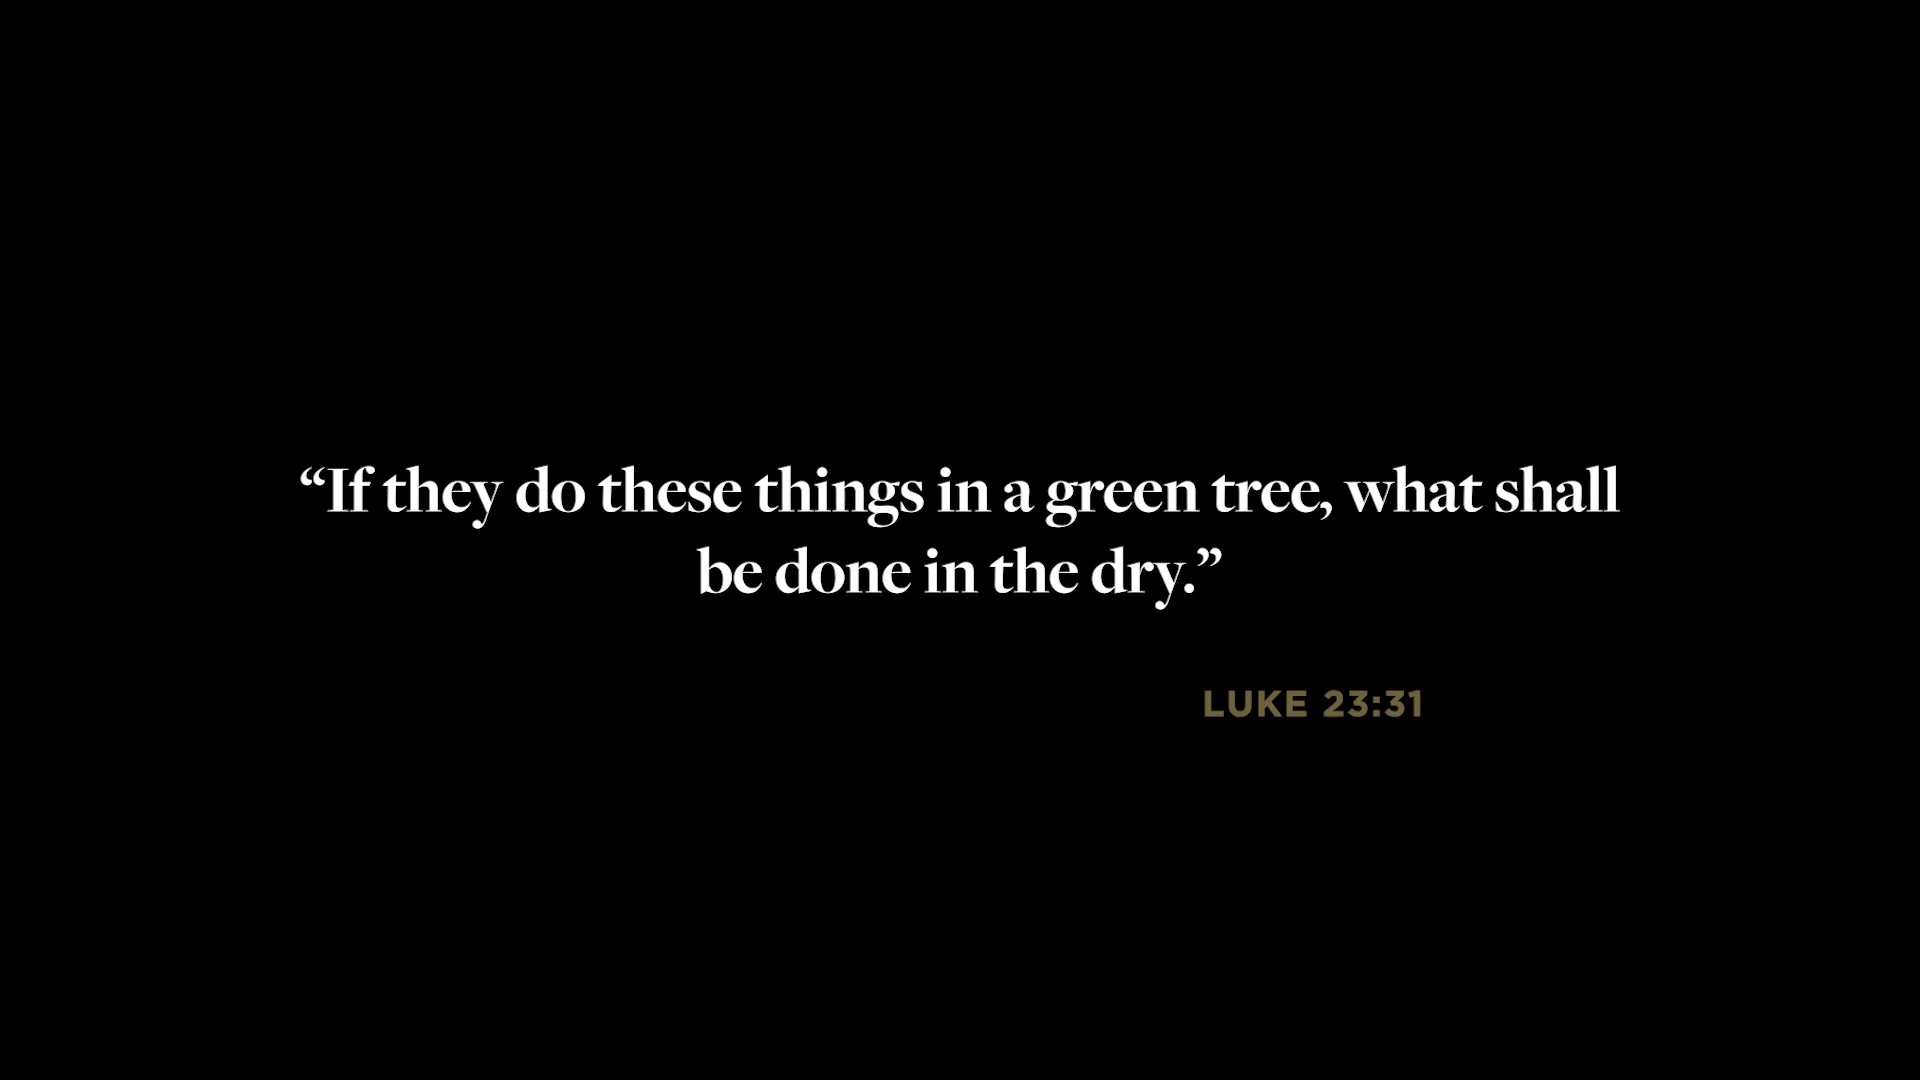 “If they do these things in a green tree, what shall
be done in the dry.”
LUKE 23:31